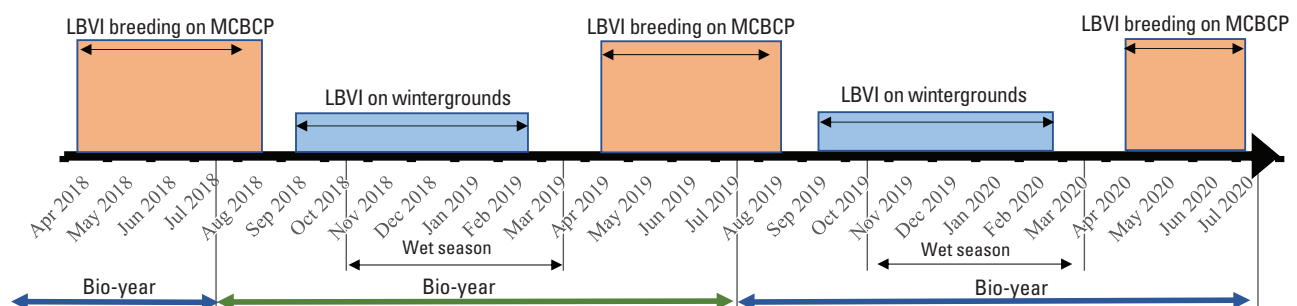 LBVI breeding on MCBCP
LBVI breeding on MCBCP
LBVI breeding on MCBCP
LBVI on wintergrounds
LBVI on wintergrounds
Apr 2018
May 2018
Jun 2018
Jul 2018
Aug 2018
Sep 2018
Oct 2018
Nov 2018
Dec 2018
Jan 2019
Feb 2019
Mar 2019
Apr 2019
May 2019
Jun 2019
Jul 2019
Aug 2019
Sep 2019
Oct 2019
Nov 2019
Dec 2019
Jan 2020
Feb 2020
Mar 2020
Apr 2020
May 2020
Jun 2020
Jul 2020
Wet season
Wet season
Bio-year
Bio-year
Bio-year